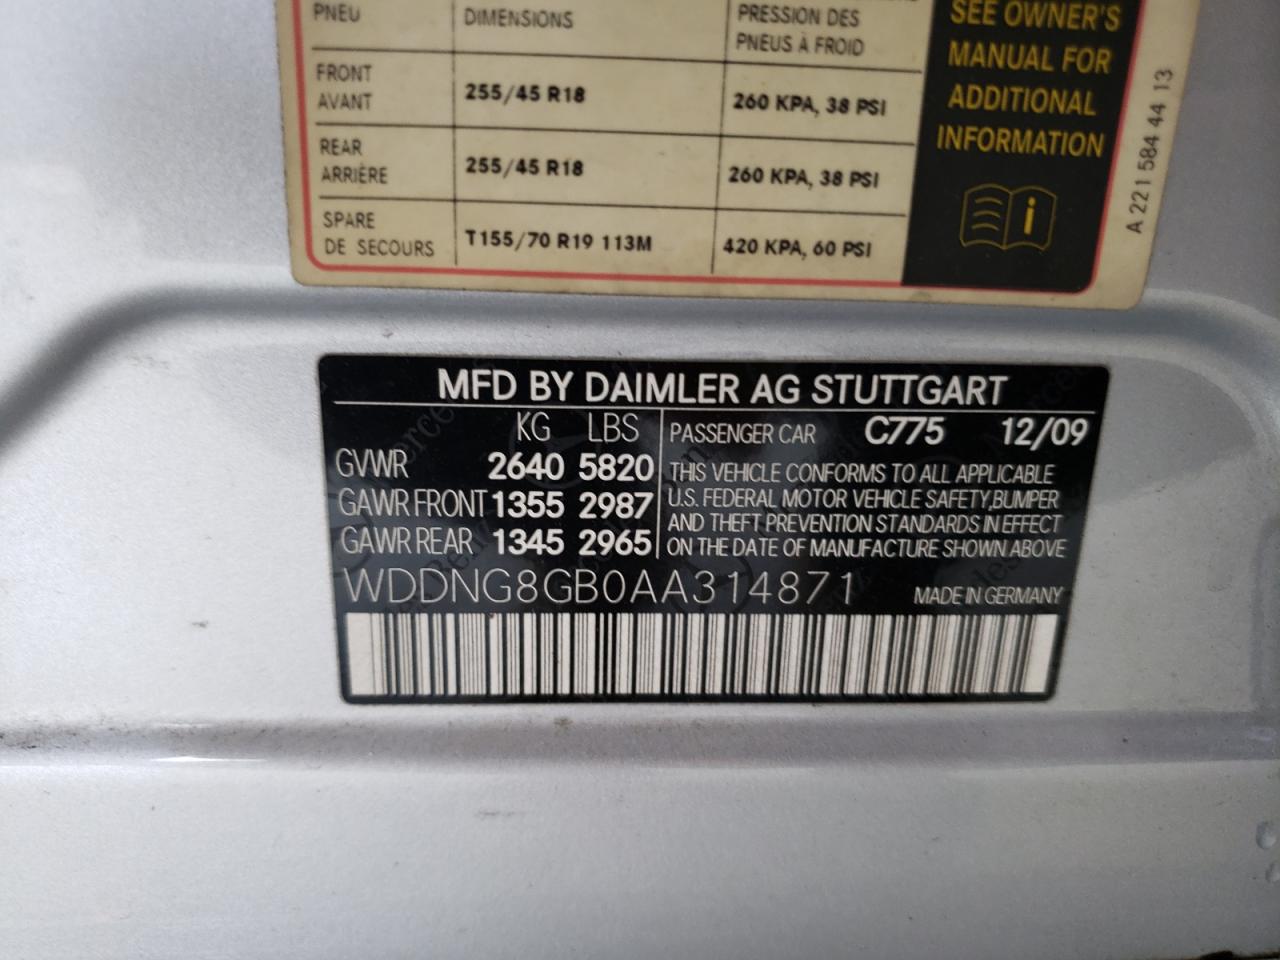 PNEU DIMENSIONS PRESSION DES PNEUS À FROID
FRONT AVANT 255/45 R18 260 KPA, 38 PSI
REAR ARRIÈRE 255/45 R18 260 KPA, 38 PSI
SPARE DE SECOURS T155/70 R19 113M 420 KPA, 60 PSI
SEE OWNER'S
MANUAL FOR
ADDITIONAL
INFORMATION
A 221 584 44 13
MFD BY DAIMLER AG STUTTGART
KG LBS
GVWR 2640 5820
GAWR FRONT 1355 2987
GAWR REAR 1345 2965
PASSENGER CAR C775 12/09
THIS VEHICLE CONFORMS TO ALL APPLICABLE
U.S. FEDERAL MOTOR VEHICLE SAFETY,BUMPER
AND THEFT PREVENTION STANDARDS IN EFFECT
ON THE DATE OF MANUFACTURE SHOWN ABOVE
WDDNG8GB0AA314871 MADE IN GERMANY